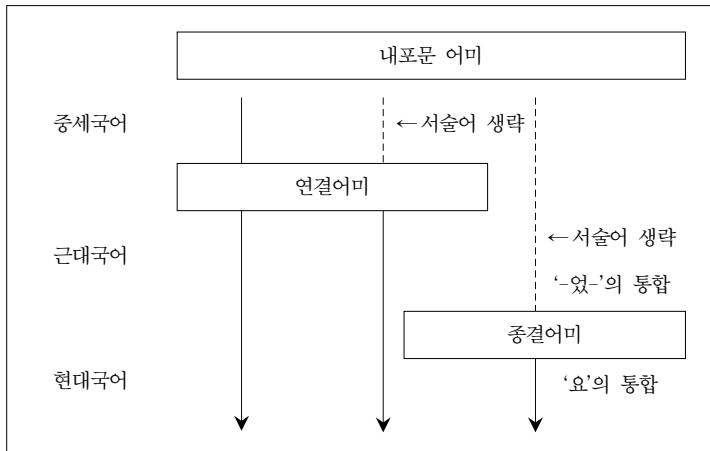 내포문 어미
중세국어
←서술어 생략
연결어미
←서술어 생략
근대국어
‘-었-’의 통합
종결어미
현대국어
‘요’의 통합